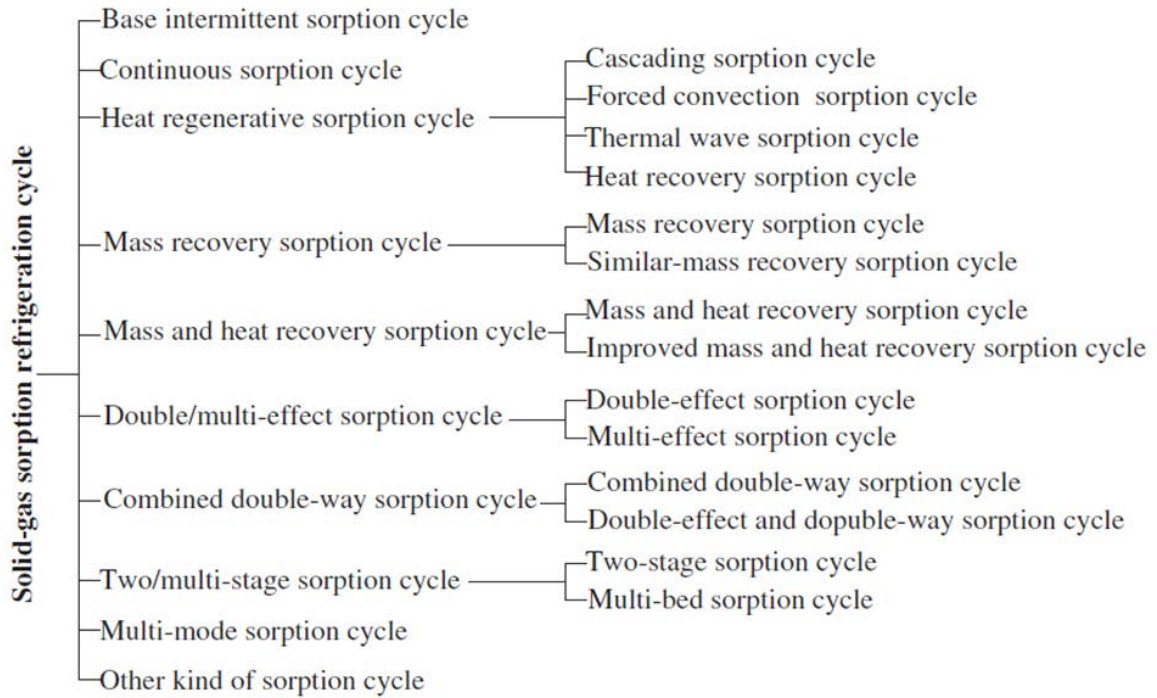 Solid-gas sorption refrigeration cycle
Base intermittent sorption cycle
Continuous sorption cycle
Heat regenerative sorption cycle
Cascading sorption cycle
Forced convection sorption cycle
Thermal wave sorption cycle
Heat recovery sorption cycle
Mass recovery sorption cycle
Mass recovery sorption cycle
Similar-mass recovery sorption cycle
Mass and heat recovery sorption cycle
Mass and heat recovery sorption cycle
Improved mass and heat recovery sorption cycle
Double/multi-effect sorption cycle
Double-effect sorption cycle
Multi-effect sorption cycle
Combined double-way sorption cycle
Combined double-way sorption cycle
Double-effect and dopuble-way sorption cycle
Two/multi-stage sorption cycle
Two-stage sorption cycle
Multi-bed sorption cycle
Multi-mode sorption cycle
Other kind of sorption cycle